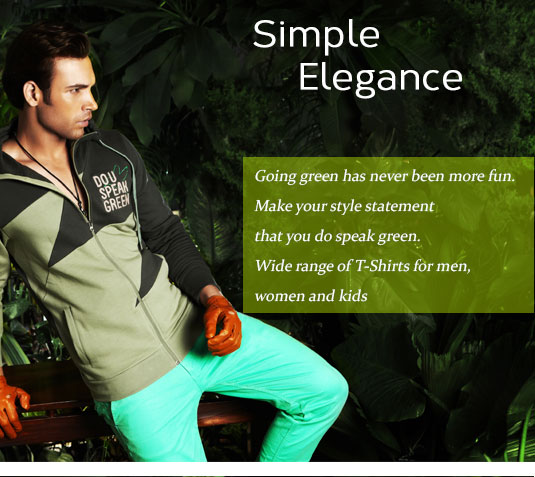 Simple
Elegance
DO U
SPEAK
GREEN
Going green has never been more fun.
Make your style statement
that you do speak green.
Wide range of T-Shirts for men,
women and kids